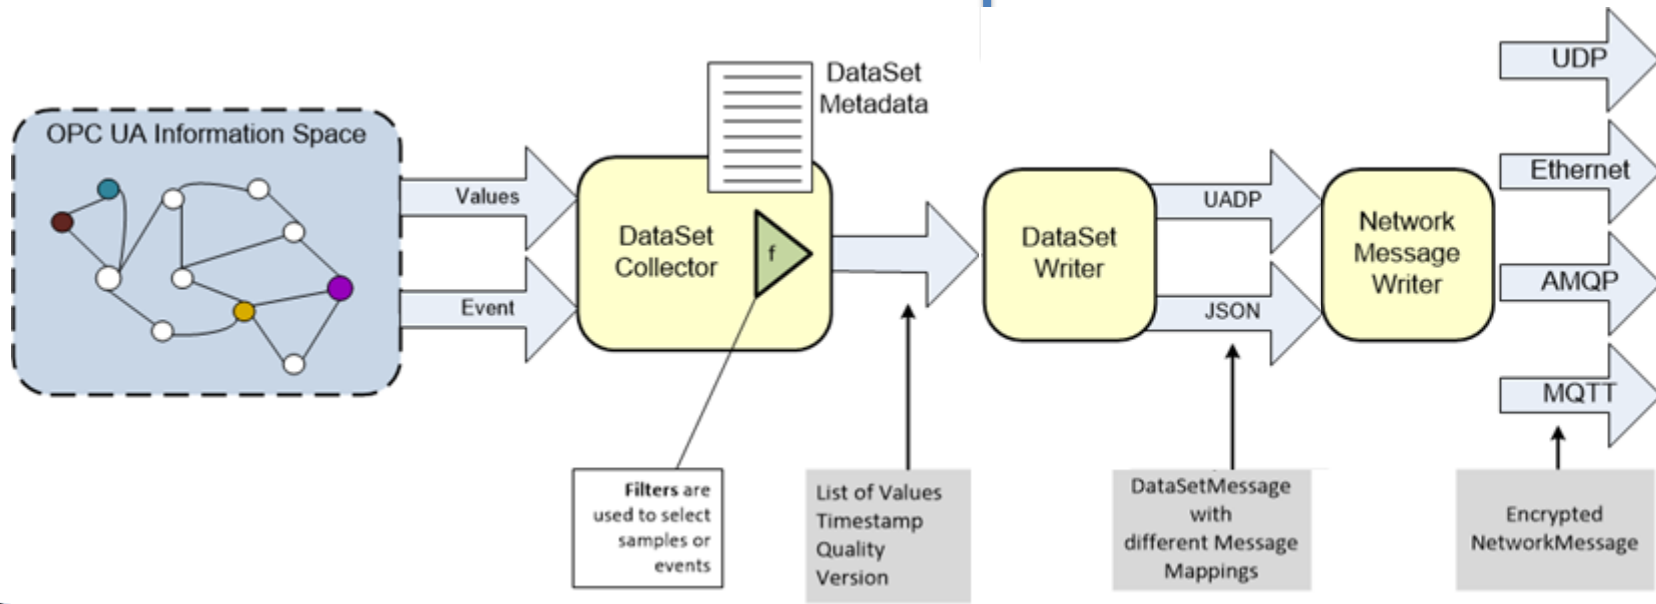 OPC UA Information Space
Values
Event
DataSet
Metadata
DataSet
Collector
f
Filters are
used to select
samples or
events
List of Values
Timestamp
Quality
Version
DataSet
Writer
UADP
JSON
DataSetMessage
with
different Message
Mappings
Network
Message
Writer
UDP
Ethernet
AMQP
MQTT
Encrypted
NetworkMessage